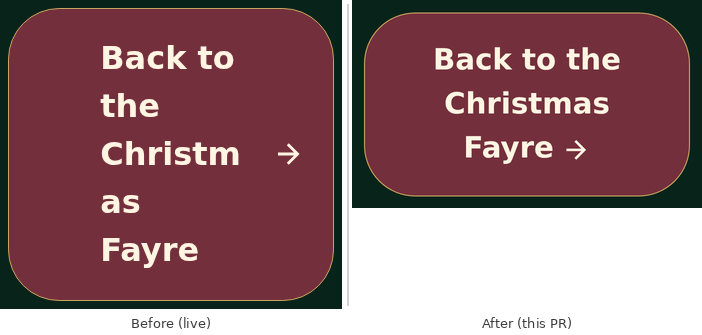 Back to
the
Christm
as
Fayre
→
Before (live)
Back to the
Christmas
Fayre →
After (this PR)